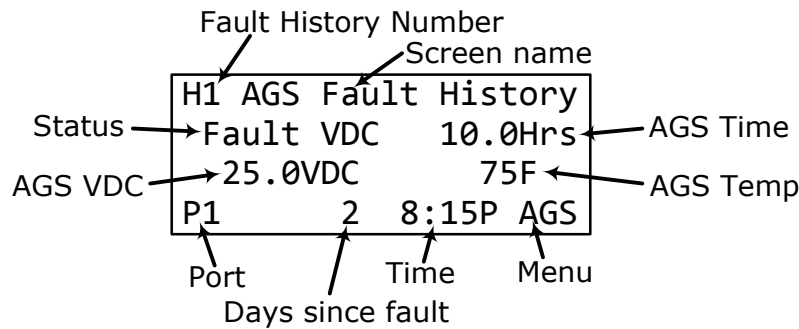 Fault History Number
Screen name
H1 AGS Fault History
Status
Fault VDC 10.0Hrs
AGS Time
AGS VDC
25.0VDC 75F
AGS Temp
P1 2 8:15P AGS
Port
Time
Menu
Days since fault